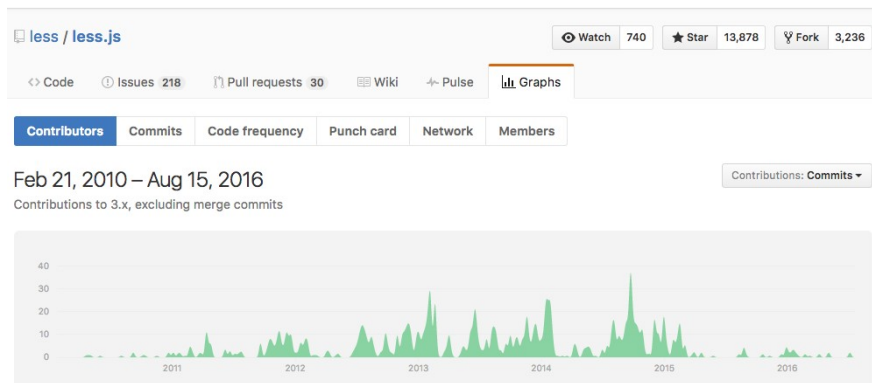 less / less.js Watch 740 Star 13,878 Fork 3,236
Code Issues 218 Pull requests 30 Wiki Pulse Graphs
Contributors Commits Code frequency Punch card Network Members
Feb 21, 2010 – Aug 15, 2016 Contributions: Commits
Contributions to 3.x, excluding merge commits
40
30
20
10
0
2011 2012 2013 2014 2015 2016